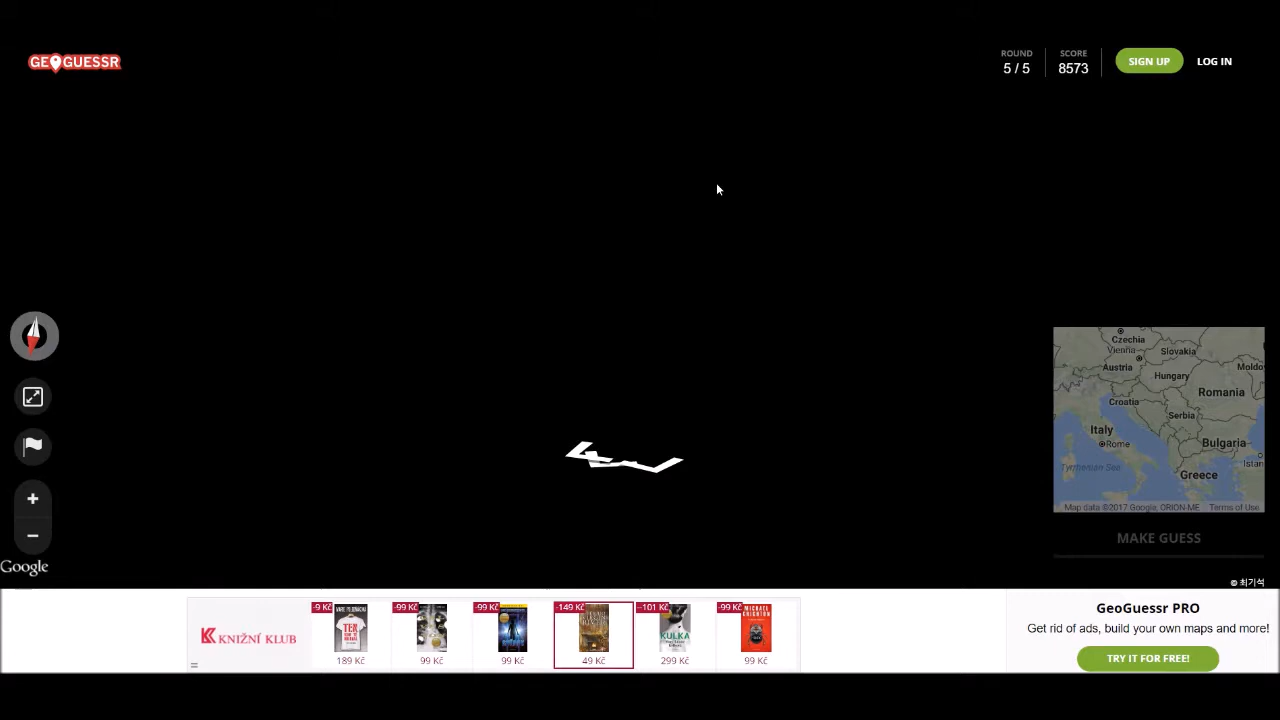 GEOGUESSR
ROUND
5 / 5
SCORE
8573
SIGN UP
LOG IN
Czechia
Vienna
Slovakia
Austria
Moldo
Hungary
Romania
Croatia
Serbia
Italy
Rome
Bulgaria
Istan
Tyrrhenian Sea
Greece
Map data ©2017 Google, ORION-ME
Terms of Use
MAKE GUESS
Google
© 최기석
KNIŽNÍ KLUB
-9 Kč
189 Kč
-99 Kč
99 Kč
-99 Kč
99 Kč
-149 Kč
49 Kč
-101 Kč
KULKA
299 Kč
-99 Kč
MICHAEL
CRICHTON
99 Kč
GeoGuessr PRO
Get rid of ads, build your own maps and more!
TRY IT FOR FREE!